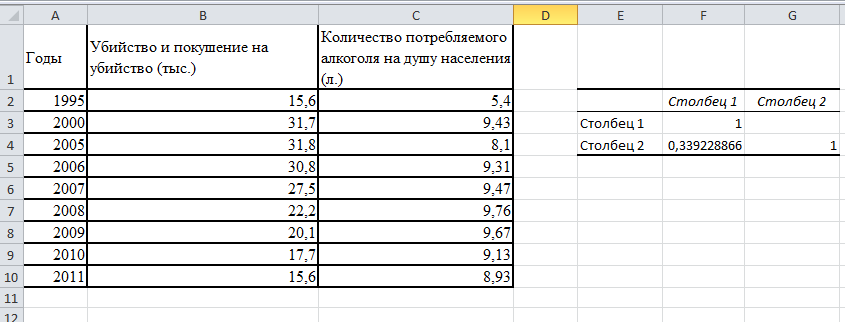 A B C D E F G
1 Годы Убийство и покушение на убийство (тыс.) Количество потребляемого алкоголя на душу населения (л.)
2 1995 15,6 5,4 Столбец 1 Столбец 2
3 2000 31,7 9,43 Столбец 1 1
4 2005 31,8 8,1 Столбец 2 0,339228866 1
5 2006 30,8 9,31
6 2007 27,5 9,47
7 2008 22,2 9,76
8 2009 20,1 9,67
9 2010 17,7 9,13
10 2011 15,6 8,93
11
12